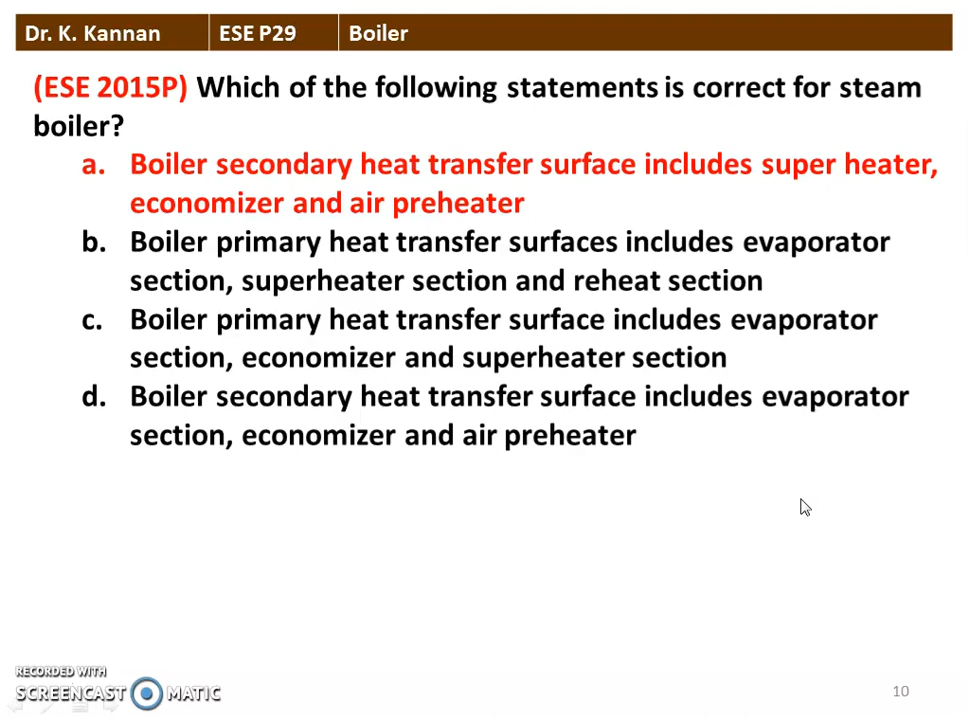 Dr. K. Kannan ESE P29 Boiler
(ESE 2015P) Which of the following statements is correct for steam
boiler?
a. Boiler secondary heat transfer surface includes super heater,
economizer and air preheater
b. Boiler primary heat transfer surfaces includes evaporator
section, superheater section and reheat section
c. Boiler primary heat transfer surface includes evaporator
section, economizer and superheater section
d. Boiler secondary heat transfer surface includes evaporator
section, economizer and air preheater
RECORDED WITH
SCREENCAST MATIC
10